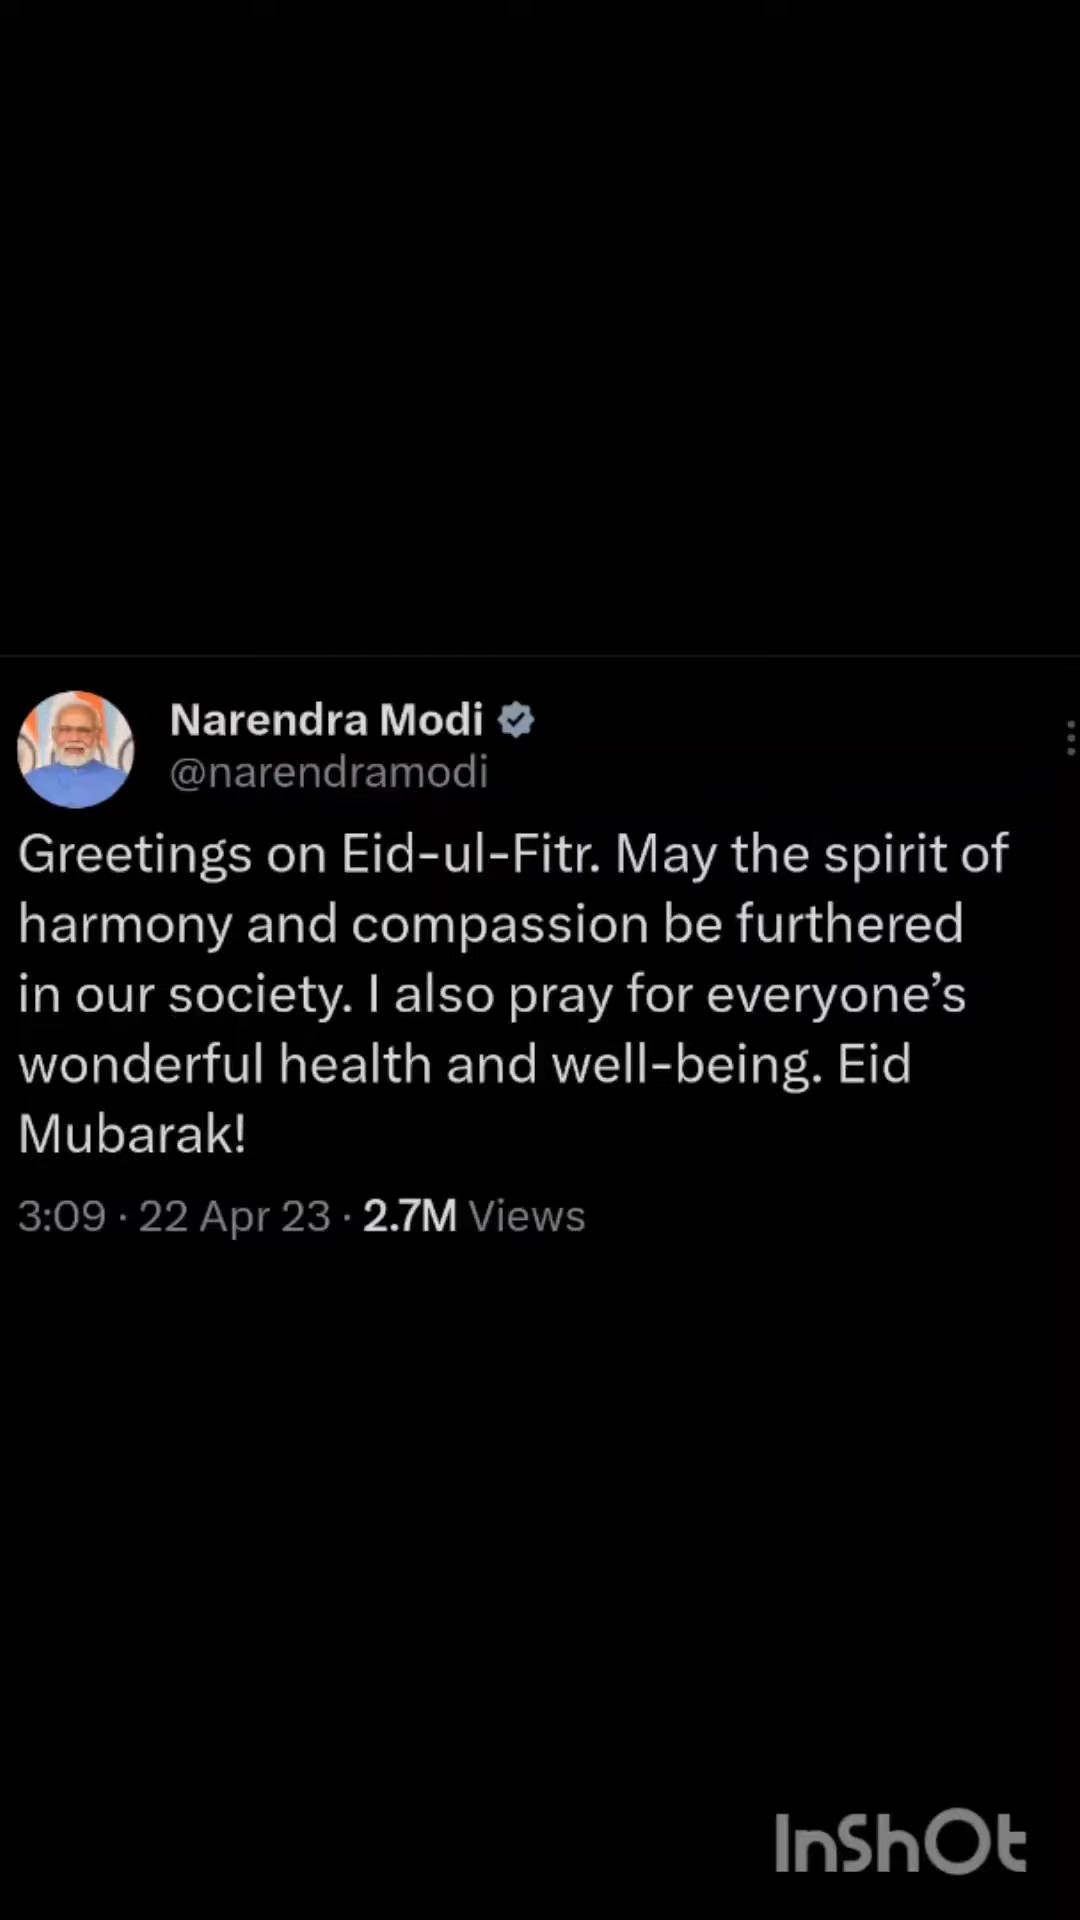 Narendra Modi
@narendramodi
Greetings on Eid-ul-Fitr. May the spirit of
harmony and compassion be furthered
in our society. I also pray for everyone’s
wonderful health and well-being. Eid
Mubarak!
3:09 · 22 Apr 23 · 2.7M Views
InShOt